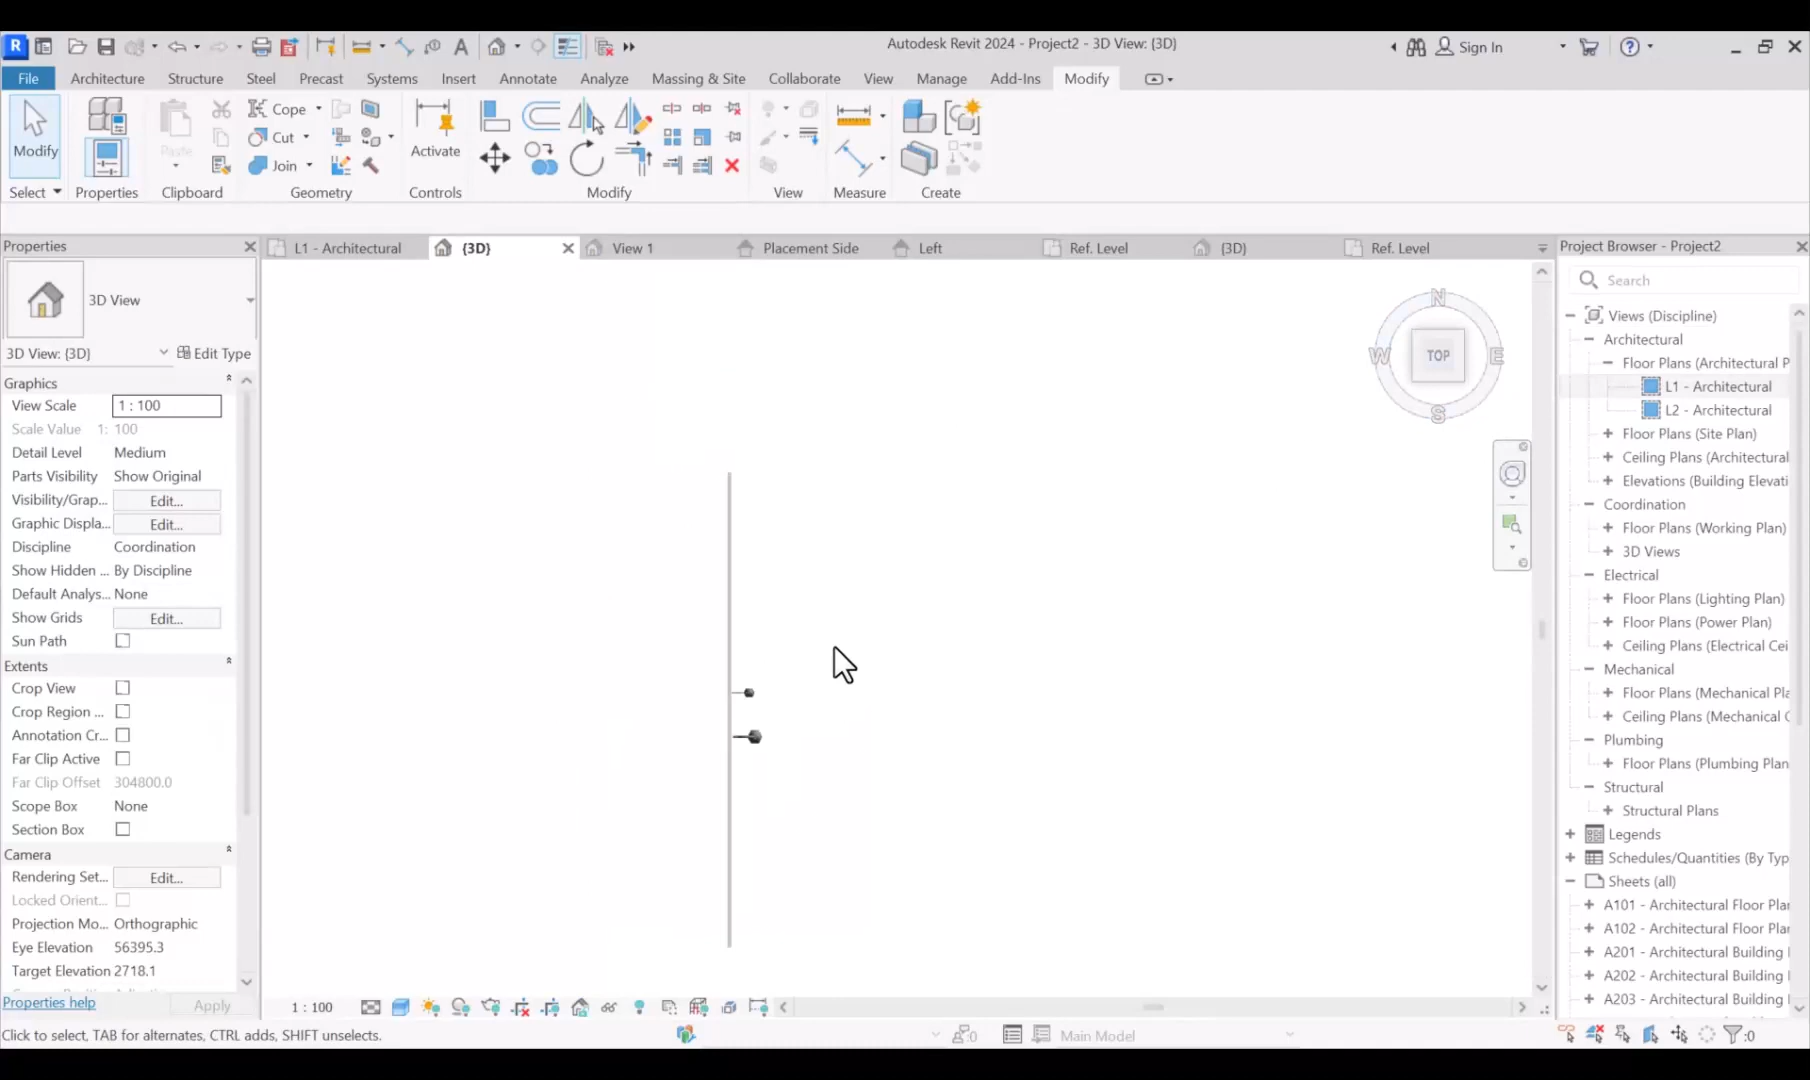 Autodesk Revit 2024 - Project2 - 3D View: {3D}
Sign In
File Architecture Structure Steel Precast Systems Insert Annotate Analyze Massing & Site Collaborate View Manage Add-Ins Modify
Modify
Paste
Cope
Cut
Join
Activate
Select Properties Clipboard Geometry Controls Modify View Measure Create
Properties
L1 - Architectural {3D} View 1 Placement Side Left Ref. Level {3D} Ref. Level
3D View
3D View: {3D} Edit Type
Graphics
View Scale 1 : 100
Scale Value 1: 100
Detail Level Medium
Parts Visibility Show Original
Visibility/Grap... Edit...
Graphic Displa... Edit...
Discipline Coordination
Show Hidden ... By Discipline
Default Analys... None
Show Grids Edit...
Sun Path
Extents
Crop View
Crop Region ...
Annotation Cr...
Far Clip Active
Far Clip Offset 304800.0
Scope Box None
Section Box
Camera
Rendering Set... Edit...
Locked Orient...
Projection Mo... Orthographic
Eye Elevation 56395.3
Target Elevation 2718.1
Properties help Apply
N
W TOP E
S
Project Browser - Project2
Search
Views (Discipline)
Architectural
Floor Plans (Architectural P
L1 - Architectural
L2 - Architectural
Floor Plans (Site Plan)
Ceiling Plans (Architectural
Elevations (Building Elevati
Coordination
Floor Plans (Working Plan)
3D Views
Electrical
Floor Plans (Lighting Plan)
Floor Plans (Power Plan)
Ceiling Plans (Electrical Cei
Mechanical
Floor Plans (Mechanical Pla
Ceiling Plans (Mechanical C
Plumbing
Floor Plans (Plumbing Plan
Structural
Structural Plans
Legends
Schedules/Quantities (By Typ
Sheets (all)
A101 - Architectural Floor Plan
A102 - Architectural Floor Plan
A201 - Architectural Building
A202 - Architectural Building
A203 - Architectural Building
1 : 100
Click to select, TAB for alternates, CTRL adds, SHIFT unselects.
:0
Main Model
:0